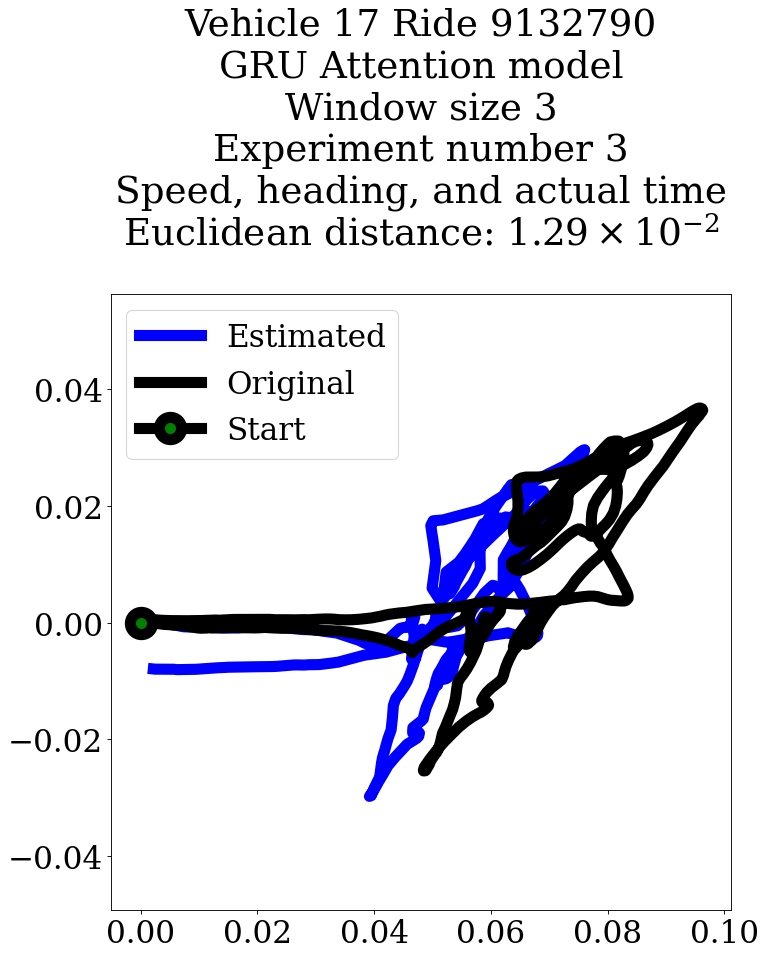 Vehicle 17 Ride 9132790
GRU Attention model
Window size 3
Experiment number 3
Speed, heading, and actual time
Euclidean distance: 1.29 × 10⁻²
Estimated
Original
Start
0.04
0.02
0.00
−0.02
−0.04
0.00 0.02 0.04 0.06 0.08 0.10